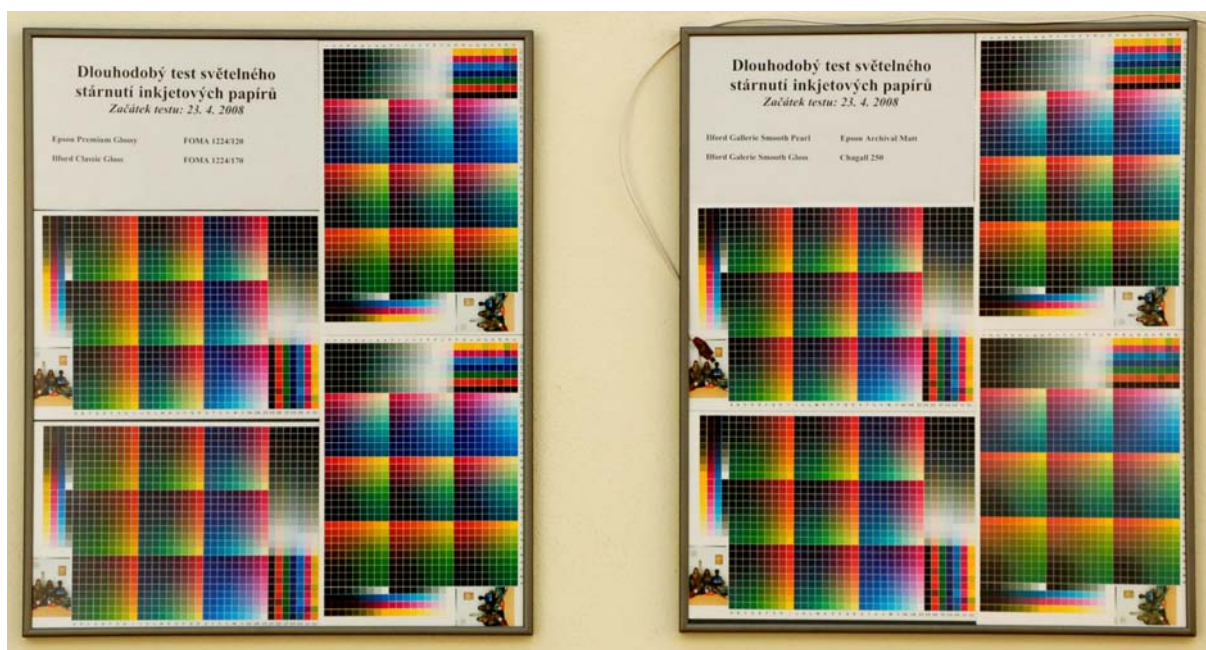 Dlouhodobý test světelného
stárnutí inkjetových papírů
Začátek testu: 23. 4. 2008
Epson Premium Glossy FOMA 1224/120
Ilford Classic Gloss FOMA 1224/170
Dlouhodobý test světelného
stárnutí inkjetových papírů
Začátek testu: 23. 4. 2008
Ilford Gallerie Smooth Pearl Epson Archival Matt
Ilford Galerie Smooth Gloss Chagall 250